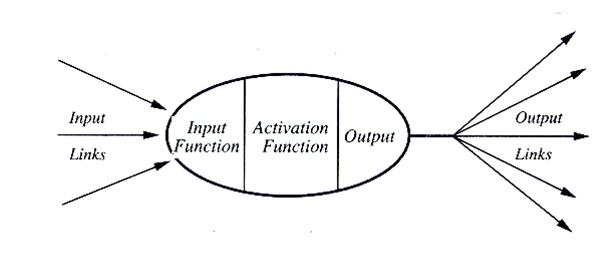 Input
Links
Input
Function
Activation
Function
Output
Output
Links